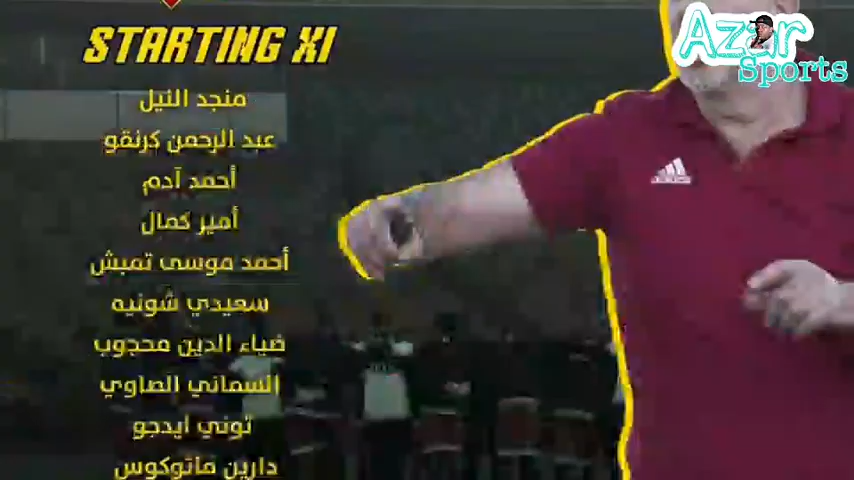 STARTING XI
Azar
Sports
منجد النيل
عبد الرحمن كرنقو
أحمد آدم
أمير كمال
أحمد موسى تمبش
سعيدي شونيه
ضياء الدين محجوب
السماني الصاوي
توني ايدجو
دارين ماتوكوس
adidas